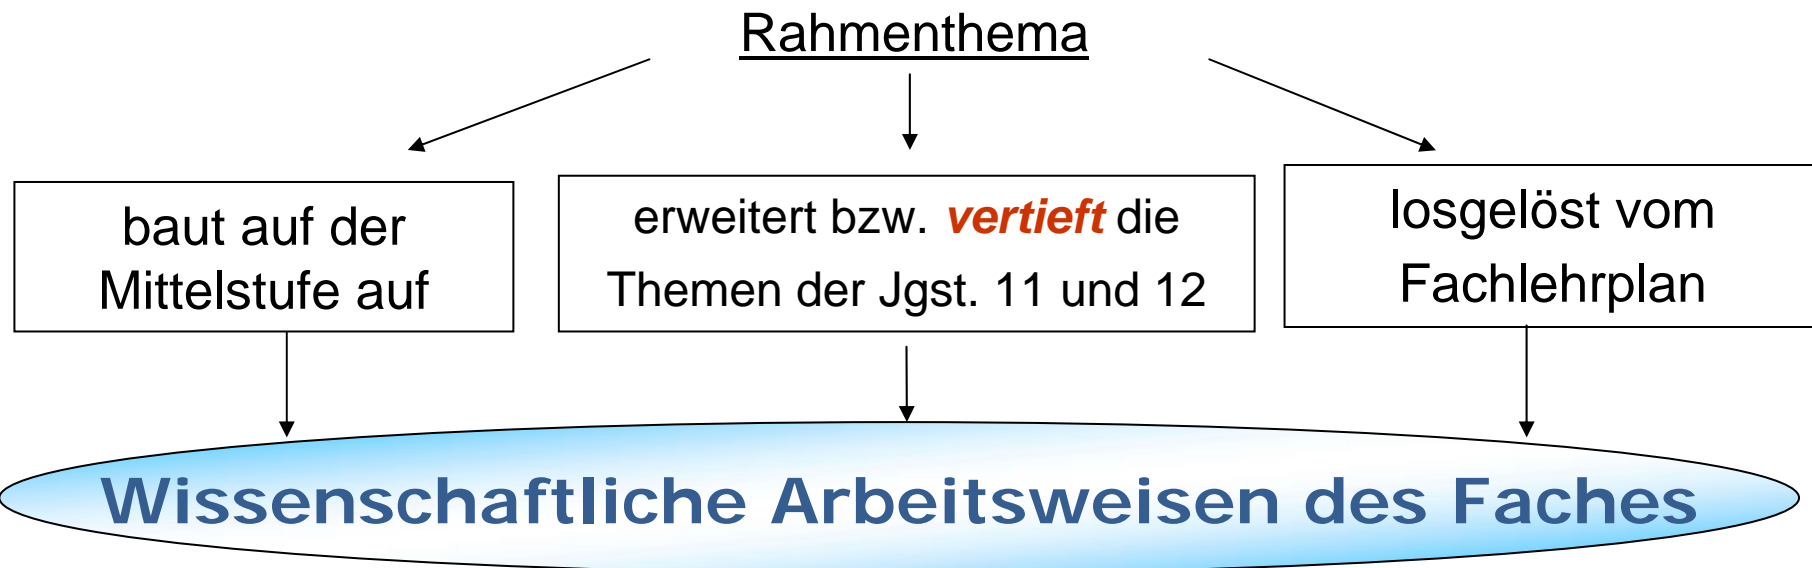 Rahmenthema
baut auf der
Mittelstufe auf
erweitert bzw. vertieft die
Themen der Jgst. 11 und 12
losgelöst vom
Fachlehrplan
Wissenschaftliche Arbeitsweisen des Faches